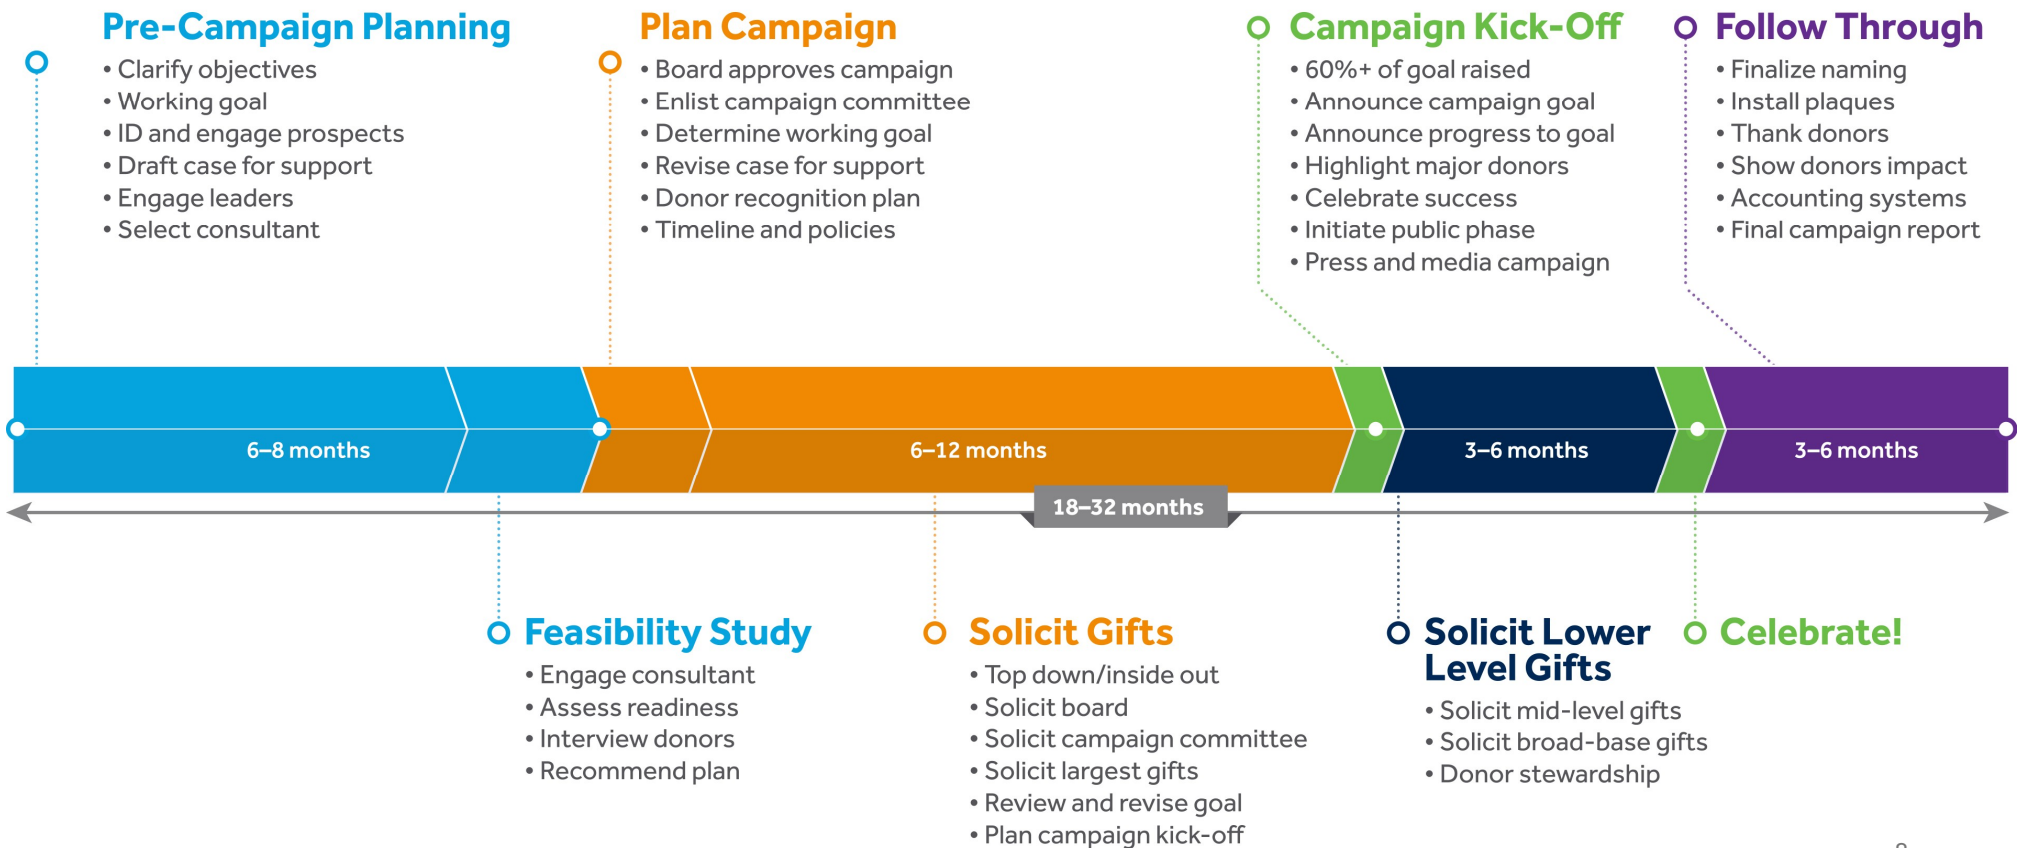 Pre-Campaign Planning
• Clarify objectives
• Working goal
• ID and engage prospects
• Draft case for support
• Engage leaders
• Select consultant
Plan Campaign
• Board approves campaign
• Enlist campaign committee
• Determine working goal
• Revise case for support
• Donor recognition plan
• Timeline and policies
Campaign Kick-Off
• 60%+ of goal raised
• Announce campaign goal
• Announce progress to goal
• Highlight major donors
• Celebrate success
• Initiate public phase
• Press and media campaign
Follow Through
• Finalize naming
• Install plaques
• Thank donors
• Show donors impact
• Accounting systems
• Final campaign report
6–8 months
6–12 months
3–6 months
3–6 months
18–32 months
Feasibility Study
• Engage consultant
• Assess readiness
• Interview donors
• Recommend plan
Solicit Gifts
• Top down/inside out
• Solicit board
• Solicit campaign committee
• Solicit largest gifts
• Review and revise goal
• Plan campaign kick-off
Solicit Lower
Level Gifts
• Solicit mid-level gifts
• Solicit broad-base gifts
• Donor stewardship
Celebrate!